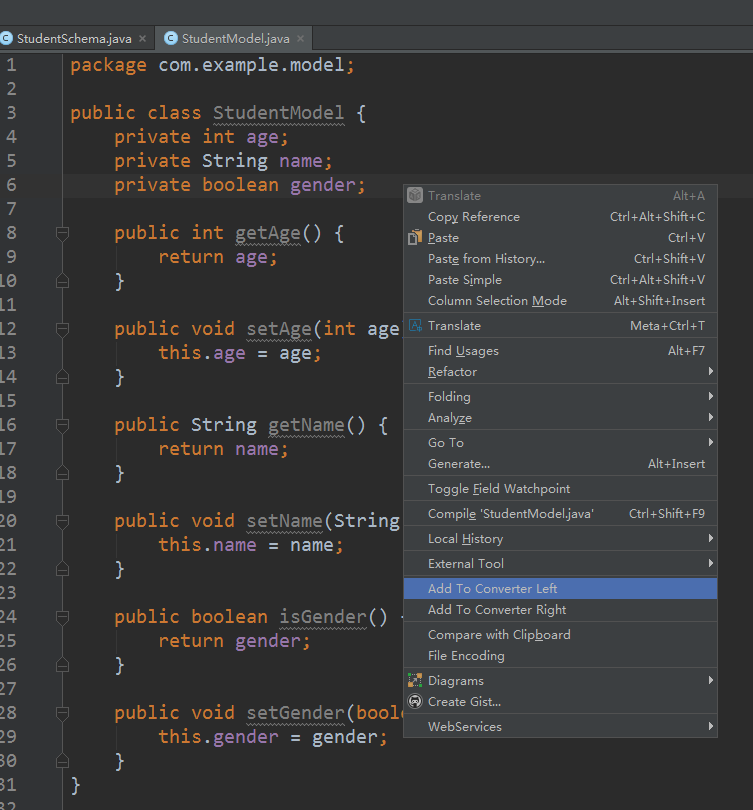 StudentSchema.java × StudentModel.java ×
1 package com.example.model;
2
3 public class StudentModel {
4 private int age;
5 private String name;
6 private boolean gender;
7
8 public int getAge() {
9 return age;
10 }
11
12 public void setAge(int age
13 this.age = age;
14 }
15
16 public String getName() {
17 return name;
18 }
19
20 public void setName(String
21 this.name = name;
22 }
23
24 public boolean isGender() {
25 return gender;
26 }
27
28 public void setGender(bool
29 this.gender = gender;
30 }
31 }
32
Translate Alt+A
Copy Reference Ctrl+Alt+Shift+C
Paste Ctrl+V
Paste from History... Ctrl+Shift+V
Paste Simple Ctrl+Alt+Shift+V
Column Selection Mode Alt+Shift+Insert
Translate Meta+Ctrl+T
Find Usages Alt+F7
Refactor
Folding
Analyze
Go To
Generate... Alt+Insert
Toggle Field Watchpoint
Compile 'StudentModel.java' Ctrl+Shift+F9
Local History
External Tool
Add To Converter Left
Add To Converter Right
Compare with Clipboard
File Encoding
Diagrams
Create Gist...
WebServices